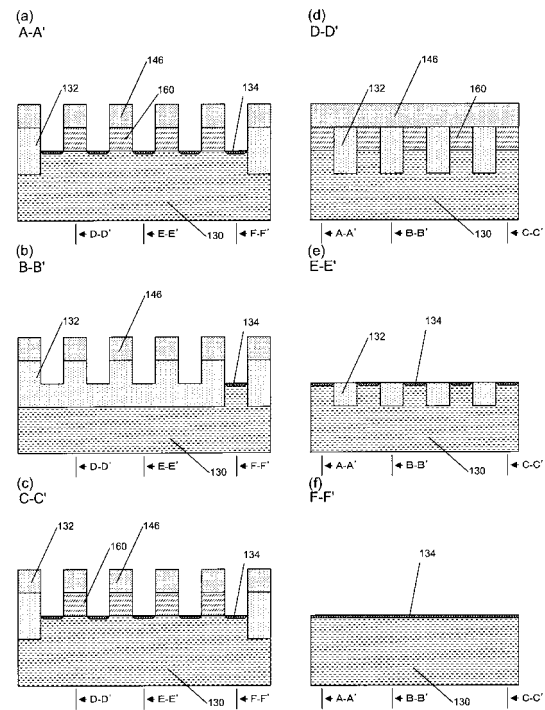 (a)
A-A'
146
132
160
134
D-D'
E-E'
130
F-F'
(b)
B-B'
132
146
134
D-D'
E-E'
F-F'
130
(c)
C-C'
132
146
160
134
D-D'
E-E'
130
F-F'
(d)
D-D'
146
132
160
A-A'
B-B'
130
C-C'
(e)
E-E'
134
132
A-A'
B-B'
130
C-C'
(f)
F-F'
134
A-A'
B-B'
130
C-C'